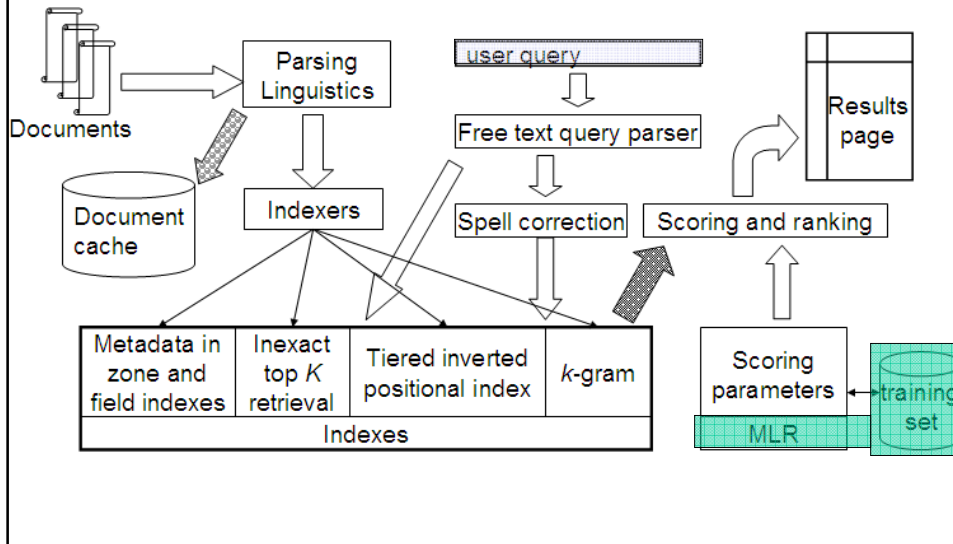 Documents
Parsing
Linguistics
user query
Free text query parser
Results
page
Document
cache
Indexers
Spell correction
Scoring and ranking
Metadata in
zone and
field indexes
Inexact
top K
retrieval
Tiered inverted
positional index
k-gram
Indexes
Scoring
parameters
MLR
training
set